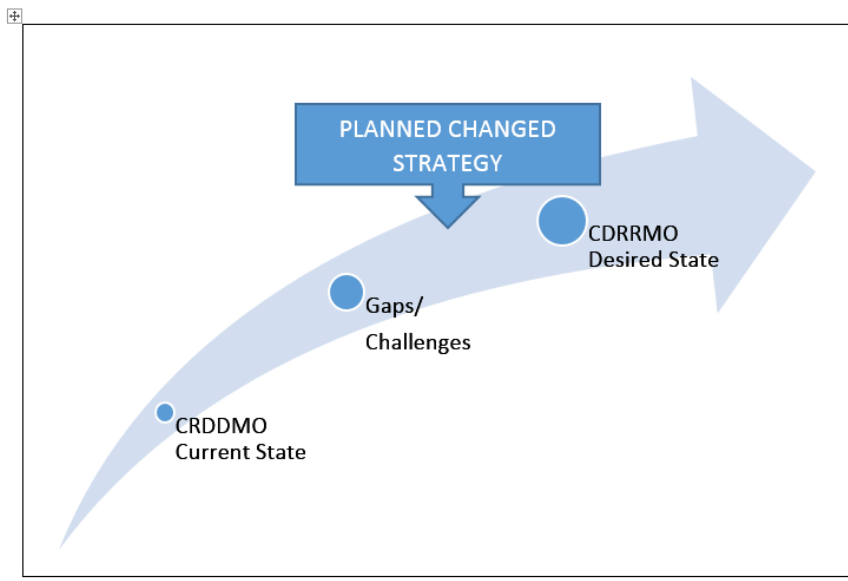 PLANNED CHANGED
STRATEGY
CDRRMO
Desired State
Gaps/
Challenges
CRDDMO
Current State